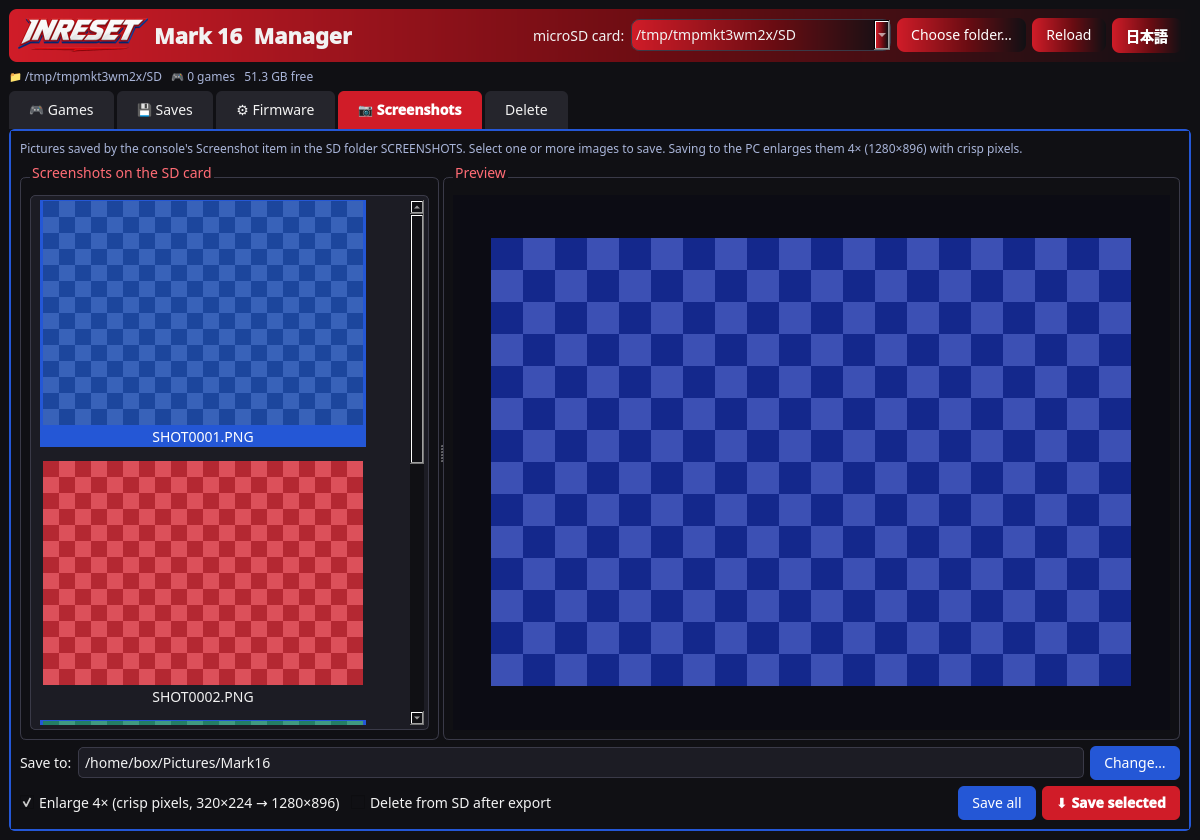 INRESET Mark 16 Manager
microSD card: /tmp/tmpmkt3wm2x/SD Choose folder... Reload 日本語
/tmp/tmpmkt3wm2x/SD 0 games 51.3 GB free
Games Saves Firmware Screenshots Delete
Pictures saved by the console's Screenshot item in the SD folder SCREENSHOTS. Select one or more images to save. Saving to the PC enlarges them 4× (1280×896) with crisp pixels.
Screenshots on the SD card
SHOT0001.PNG
SHOT0002.PNG
Preview
Save to: /home/box/Pictures/Mark16 Change...
✓ Enlarge 4× (crisp pixels, 320×224 → 1280×896) Delete from SD after export Save all ⬇ Save selected